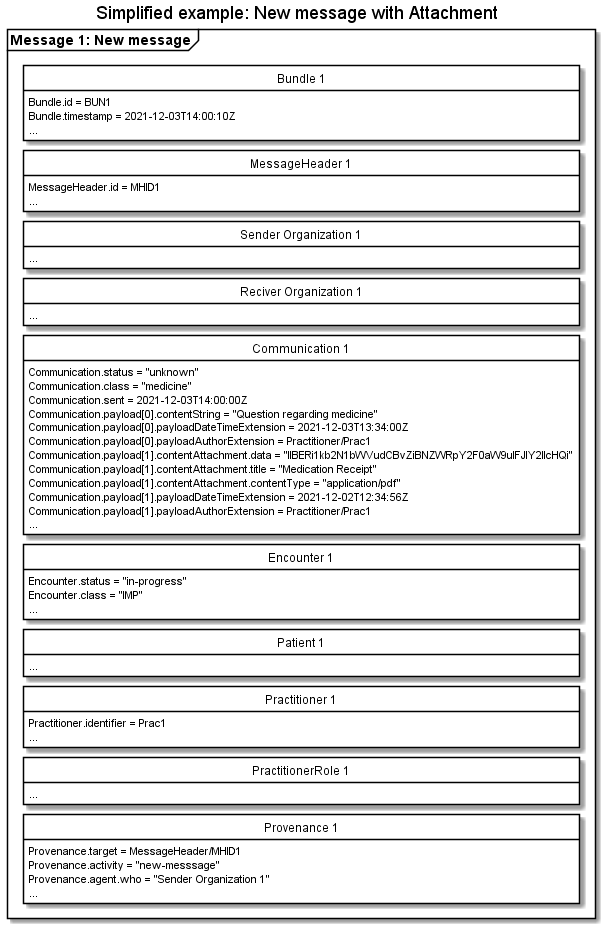 Simplified example: New message with Attachment
Message 1: New message
Bundle 1
Bundle.id = BUN1
Bundle.timestamp = 2021-12-03T14:00:10Z
...
MessageHeader 1
MessageHeader.id = MHID1
...
Sender Organization 1
...
Reciver Organization 1
...
Communication 1
Communication.status = "unknown"
Communication.class = "medicine"
Communication.sent = 2021-12-03T14:00:00Z
Communication.payload[0].contentString = "Question regarding medicine"
Communication.payload[0].payloadDateTimeExtension = 2021-12-03T13:34:00Z
Communication.payload[0].payloadAuthorExtension = Practitioner/Prac1
Communication.payload[1].contentAttachment.data =
Communication.payload[1].contentAttachment.title = "Medication Receipt"
Communication.payload[1].contentAttachment.contentType = "application/pdf"
Communication.payload[1].payloadDateTimeExtension = 2021-12-02T12:34:56Z
Communication.payload[1].payloadAuthorExtension = Practitioner/Prac1
...
Encounter 1
Encounter.status = "in-progress"
Encounter.class = "IMP"
...
Patient 1
...
Practitioner 1
Practitioner.identifier = Prac1
...
PractitionerRole 1
...
Provenance 1
Provenance.target = MessageHeader/MHID1
Provenance.activity = "new-messsage"
Provenance.agent.who = "Sender Organization 1"
...